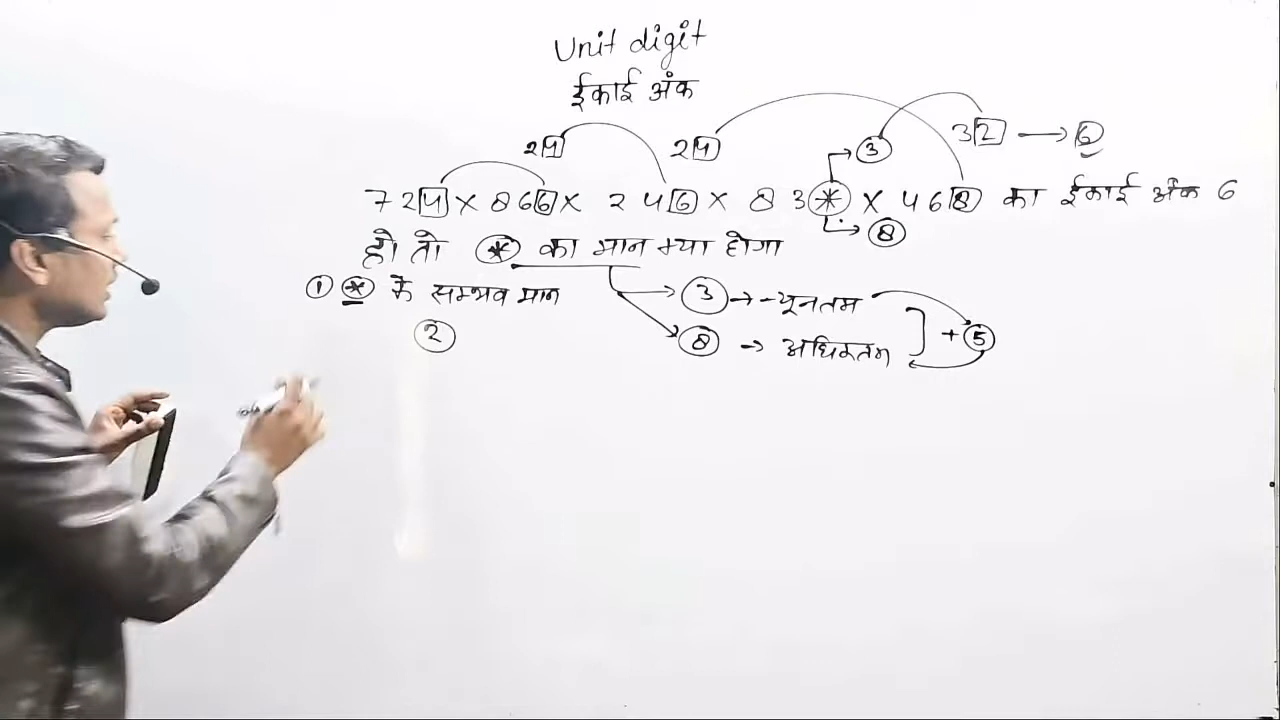 Unit digit
ईकाई अंक
24 24 3 32 → 6
724 × 866 × 246 × 83* × 468 का ईकाई अंक 6
8
हो तो * का मान क्या होगा
① * के सम्भव मान 3 → न्यूनतम
2 8 → अधिकतम + 5